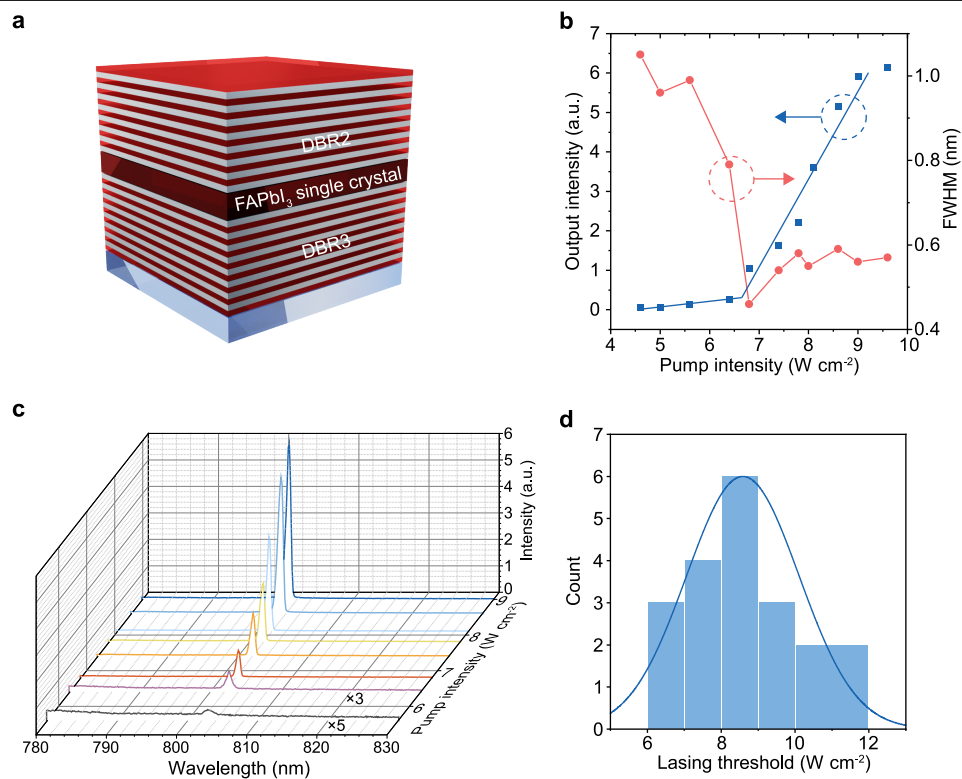 a
DBR2
FAPbI₃ single crystal
DBR3
b
Output intensity (a.u.)
6
5
4
3
2
1
0
1.0
0.8
0.6
0.4
FWHM (nm)
4 5 6 7 8 9 10
Pump intensity (W cm⁻²)
c
6
5
4
3
2
1
0
Intensity (a.u.)
9
8
7
6
Pump intensity (W cm⁻²)
×3
×5
780 790 800 810 820 830
Wavelength (nm)
d
Count
7
6
5
4
3
2
1
0
6 8 10 12
Lasing threshold (W cm⁻²)